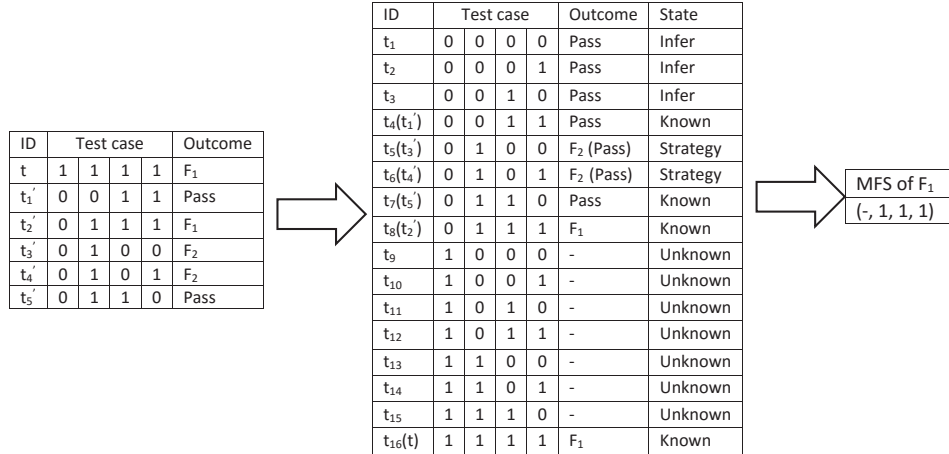 ID Test case Outcome
t 1 1 1 1 F₁
t₁′ 0 0 1 1 Pass
t₂′ 0 1 1 1 F₁
t₃′ 0 1 0 0 F₂
t₄′ 0 1 0 1 F₂
t₅′ 0 1 1 0 Pass
ID Test case Outcome State
t₁ 0 0 0 0 Pass Infer
t₂ 0 0 0 1 Pass Infer
t₃ 0 0 1 0 Pass Infer
t₄(t₁′) 0 0 1 1 Pass Known
t₅(t₃′) 0 1 0 0 F₂ (Pass) Strategy
t₆(t₄′) 0 1 0 1 F₂ (Pass) Strategy
t₇(t₅′) 0 1 1 0 Pass Known
t₈(t₂′) 0 1 1 1 F₁ Known
t₉ 1 0 0 0 - Unknown
t₁₀ 1 0 0 1 - Unknown
t₁₁ 1 0 1 0 - Unknown
t₁₂ 1 0 1 1 - Unknown
t₁₃ 1 1 0 0 - Unknown
t₁₄ 1 1 0 1 - Unknown
t₁₅ 1 1 1 0 - Unknown
t₁₆(t) 1 1 1 1 F₁ Known
MFS of F₁
(-, 1, 1, 1)